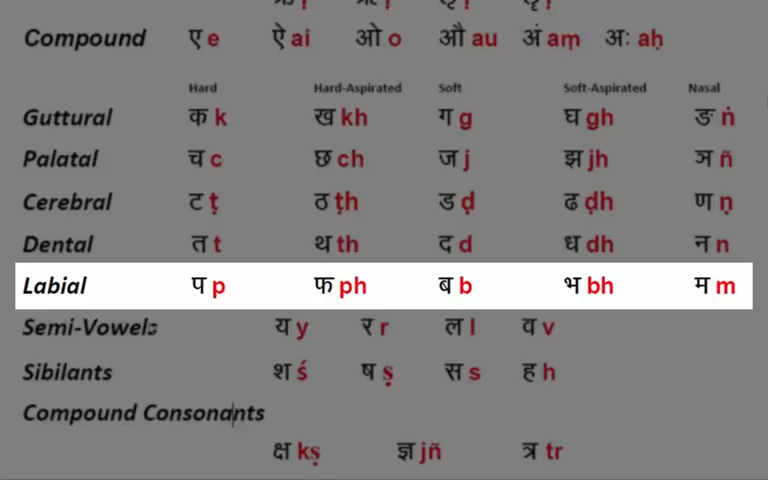 Compound ए e ऐ ai ओ o औ au अं aṃ अः aḥ
Hard Hard-Aspirated Soft Soft-Aspirated Nasal
Guttural क k ख kh ग g घ gh ङ ṅ
Palatal च c छ ch ज j झ jh ञ ñ
Cerebral ट ṭ ठ ṭh ड ḍ ढ ḍh ण ṇ
Dental त t थ th द d ध dh न n
Labial प p फ ph ब b भ bh म m
Semi-Vowels य y र r ल l व v
Sibilants श ś ष ṣ स s ह h
Compound Consonants
क्ष kṣ ज्ञ jñ त्र tr